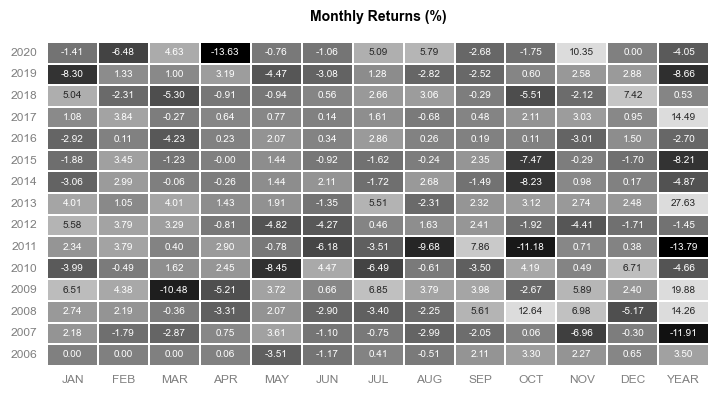 Monthly Returns (%)
2020 -1.41 -6.48 4.63 -13.63 -0.76 -1.06 5.09 5.79 -2.68 -1.75 10.35 0.00 -4.05
2019 -8.30 1.33 1.00 3.19 -4.47 -3.08 1.28 -2.82 -2.52 0.60 2.58 2.88 -8.66
2018 5.04 -2.31 -5.30 -0.91 -0.94 0.56 2.66 3.06 -0.29 -5.51 -2.12 7.42 0.53
2017 1.08 3.84 -0.27 0.64 0.77 0.14 1.61 -0.68 0.48 2.11 3.03 0.95 14.49
2016 -2.92 0.11 -4.23 0.23 2.07 0.34 2.86 0.26 0.19 0.11 -3.01 1.50 -2.70
2015 -1.88 3.45 -1.23 -0.00 1.44 -0.92 -1.62 -0.24 2.35 -7.47 -0.29 -1.70 -8.21
2014 -3.06 2.99 -0.06 -0.26 1.44 2.11 -1.72 2.68 -1.49 -8.23 0.98 0.17 -4.87
2013 4.01 1.05 4.01 1.43 1.91 -1.35 5.51 -2.31 2.32 3.12 2.74 2.48 27.63
2012 5.58 3.79 3.29 -0.81 -4.82 -4.27 0.46 1.63 2.41 -1.92 -4.41 -1.71 -1.45
2011 2.34 3.79 0.40 2.90 -0.78 -6.18 -3.51 -9.68 7.86 -11.18 0.71 0.38 -13.79
2010 -3.99 -0.49 1.62 2.45 -8.45 4.47 -6.49 -0.61 -3.50 4.19 0.49 6.71 -4.66
2009 6.51 4.38 -10.48 -5.21 3.72 0.66 6.85 3.79 3.98 -2.67 5.89 2.40 19.88
2008 2.74 2.19 -0.36 -3.31 2.07 -2.90 -3.40 -2.25 5.61 12.64 6.98 -5.17 14.26
2007 2.18 -1.79 -2.87 0.75 3.61 -1.10 -0.75 -2.99 -2.05 0.06 -6.96 -0.30 -11.91
2006 0.00 0.00 0.00 0.06 -3.51 -1.17 0.41 -0.51 2.11 3.30 2.27 0.65 3.50
JAN FEB MAR APR MAY JUN JUL AUG SEP OCT NOV DEC YEAR